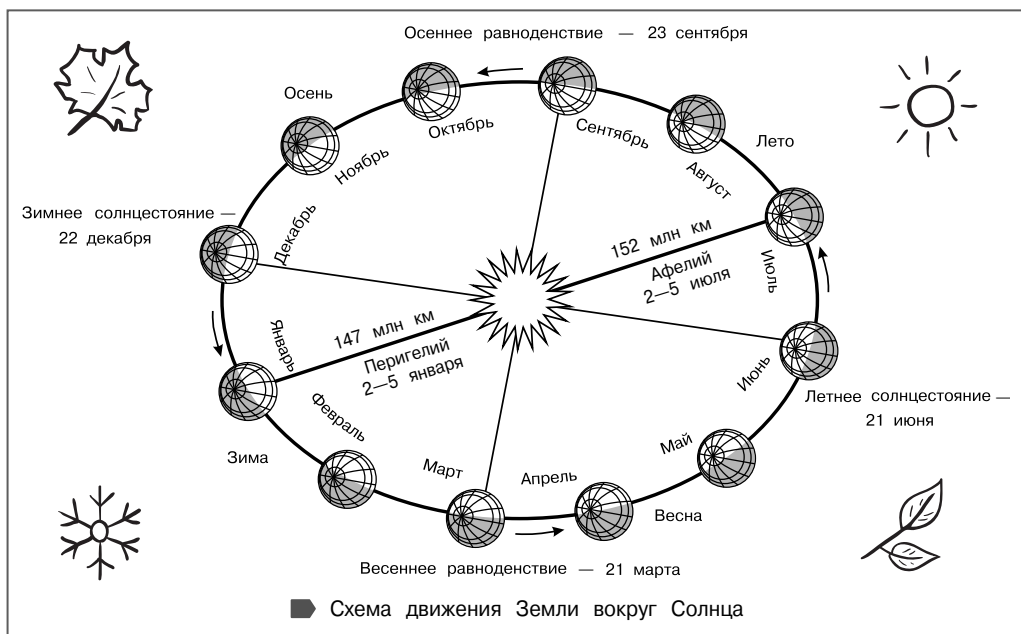 Осеннее равноденствие — 23 сентября
Осень
Октябрь
Сентябрь
Лето
Ноябрь
Август
Зимнее солнцестояние —
22 декабря
Декабрь
152 млн км
Афелий
2—5 июля
Июль
Январь
147 млн км
Перигелий
2—5 января
Июнь
Летнее солнцестояние —
21 июня
Февраль
Зима
Март
Апрель
Май
Весна
Весеннее равноденствие — 21 марта
Схема движения Земли вокруг Солнца